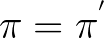 π = π′